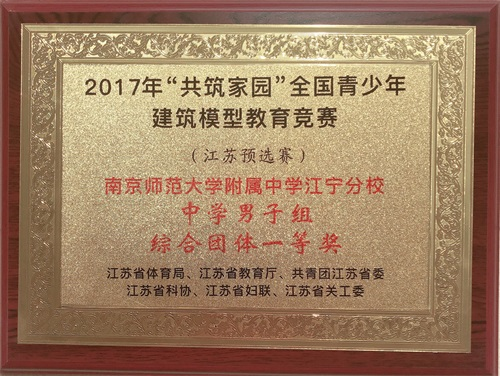 2017年“共筑家园”全国青少年
建筑模型教育竞赛
（江苏预选赛）
南京师范大学附属中学江宁分校
中学男子组
综合团体一等奖
江苏省体育局、江苏省教育厅、共青团江苏省委
江苏省科协、江苏省妇联、江苏省关工委